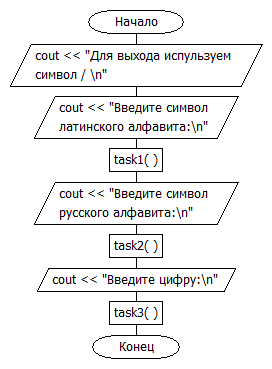 Начало
cout << "Для выхода испульзуем
символ / \n"
cout << "Введите символ
латинского алфавита:\n"
task1( )
cout << "Введите символ
русского алфавита:\n"
task2( )
cout << "Введите цифру:\n"
task3( )
Конец